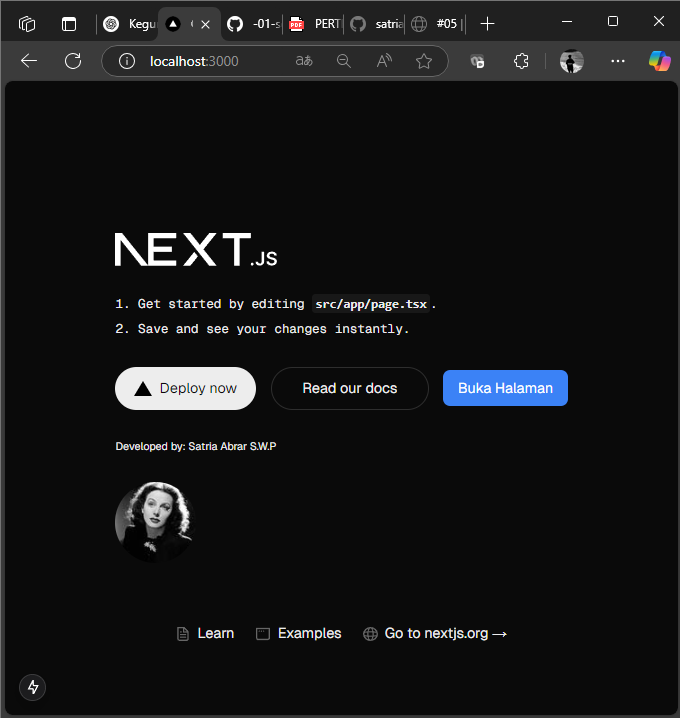 Kegu
-01-s
PERT
satria
#05 |
localhost:3000
aあ
NEXT.JS
1. Get started by editing src/app/page.tsx.
2. Save and see your changes instantly.
Deploy now
Read our docs
Buka Halaman
Developed by: Satria Abrar S.W.P
Learn
Examples
Go to nextjs.org →